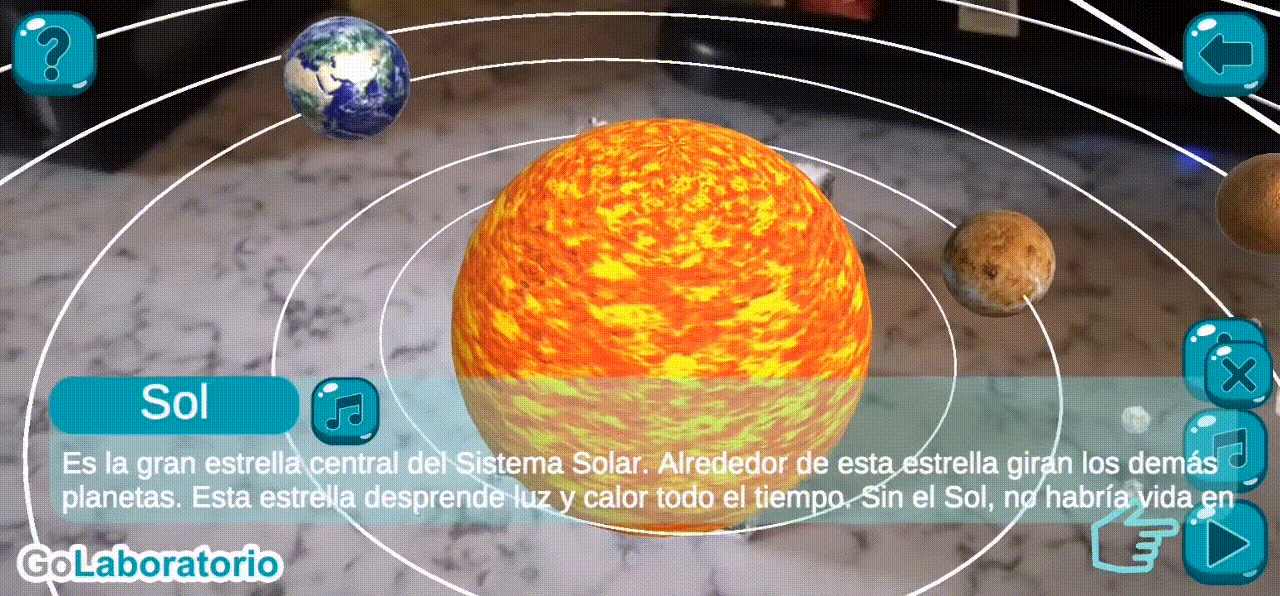 Sol
Es la gran estrella central del Sistema Solar. Alrededor de esta estrella giran los demás
planetas. Esta estrella desprende luz y calor todo el tiempo. Sin el Sol, no habría vida en
GoLaboratorio